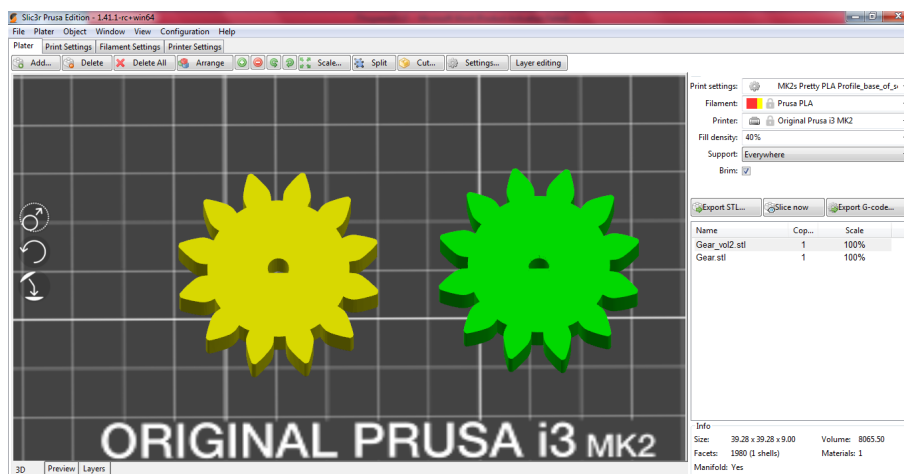 Slic3r Prusa Edition - 1.41.1-rc+win64
File Plater Object Window View Configuration Help
Plater Print Settings Filament Settings Printer Settings
Add... Delete Delete All Arrange Scale... Split Cut... Settings... Layer editing
Print settings: MK2s Pretty PLA Profile_base_of_s
Filament: Prusa PLA
Printer: Original Prusa i3 MK2
Fill density: 40%
Support: Everywhere
Brim:
Export STL... Slice now Export G-code...
Name Cop... Scale
Gear_vol2.stl 1 100%
Gear.stl 1 100%
ORIGINAL PRUSA i3 MK2
Info
Size: 39.28 x 39.28 x 9.00 Volume: 8065.50
Facets: 1980 (1 shells) Materials: 1
Manifold: Yes
3D Preview Layers